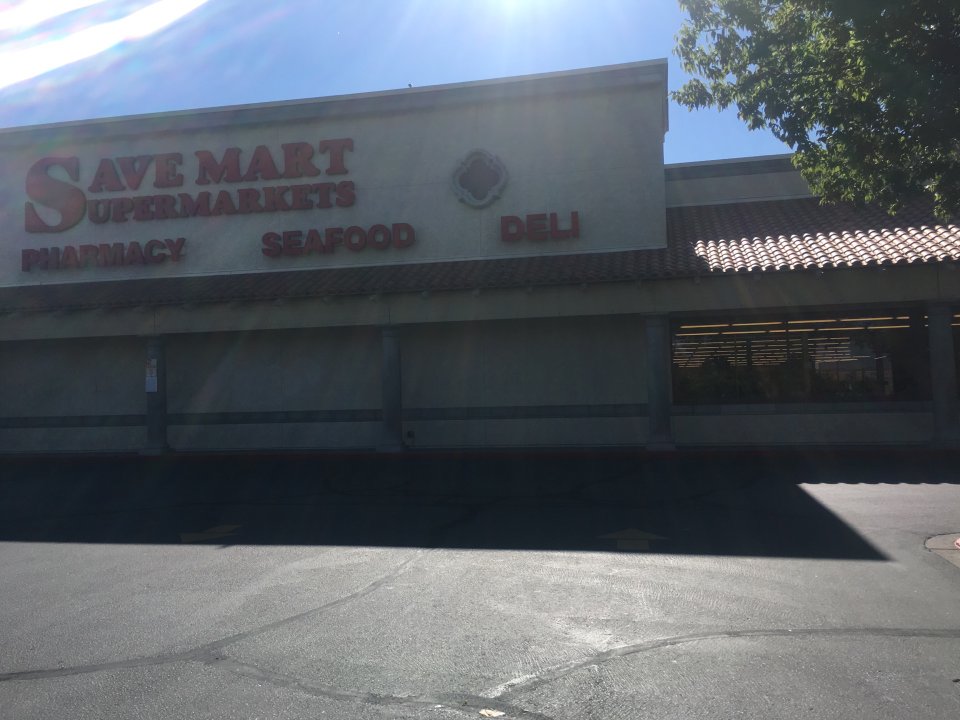 SAVE MART
SUPERMARKETS
PHARMACY SEAFOOD DELI